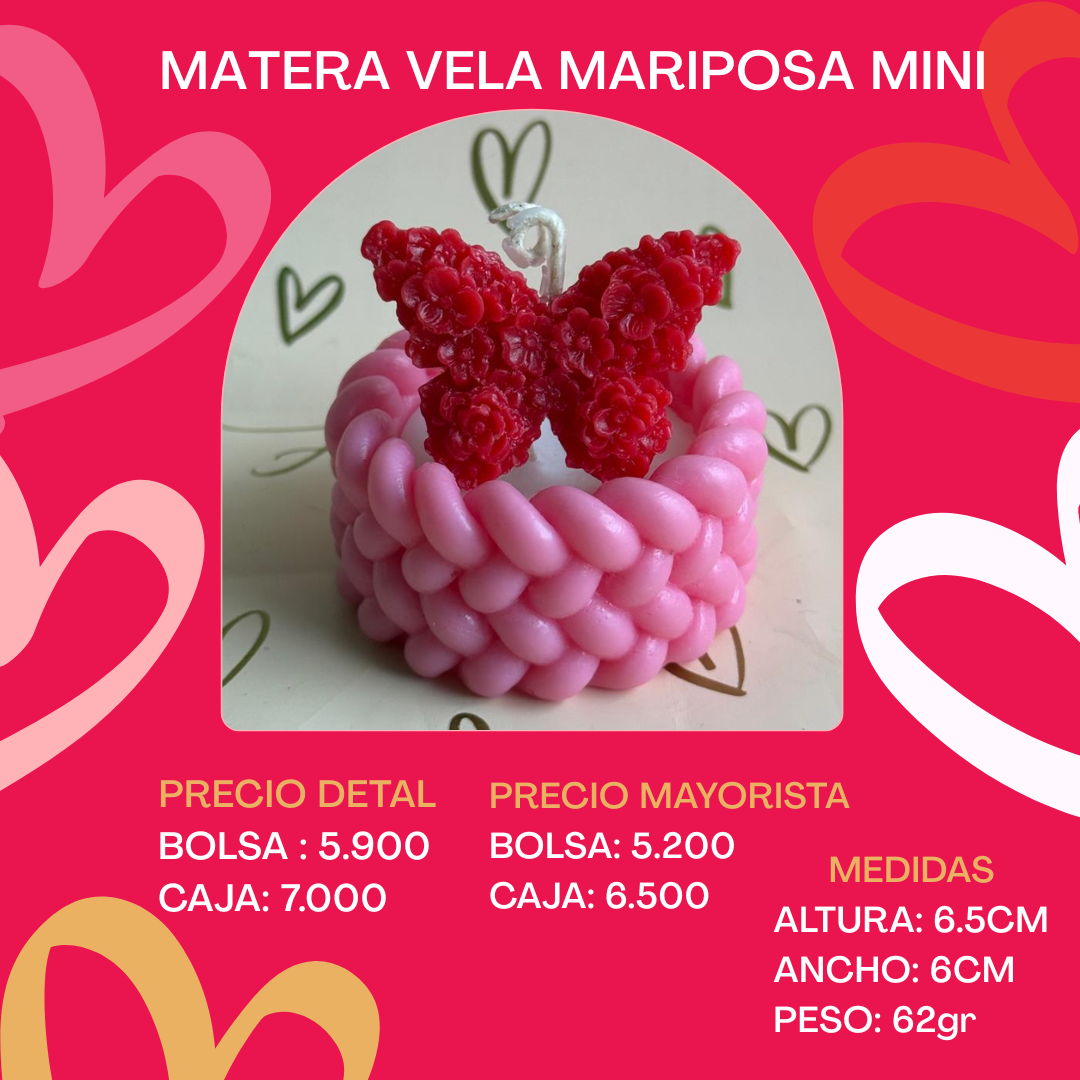 MATERA VELA MARIPOSA MINI
PRECIO DETAL
BOLSA : 5.900
CAJA: 7.000
PRECIO MAYORISTA
BOLSA: 5.200
CAJA: 6.500
MEDIDAS
ALTURA: 6.5CM
ANCHO: 6CM
PESO: 62gr